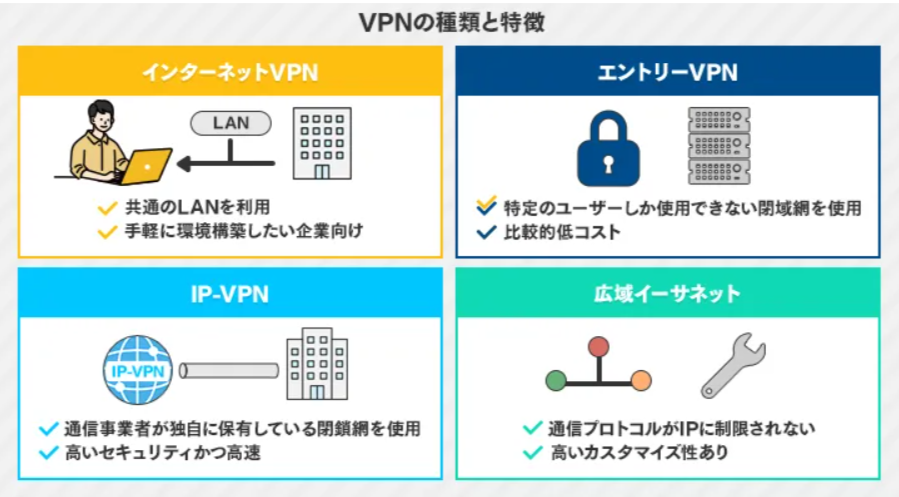 VPNの種類と特徴
インターネットVPN
LAN
共通のLANを利用
手軽に環境構築したい企業向け
エントリーVPN
特定のユーザーしか使用できない閉域網を使用
比較的低コスト
IP-VPN
IP-VPN
通信事業者が独自に保有している閉鎖網を使用
高いセキュリティかつ高速
広域イーサネット
通信プロトコルがIPに制限されない
高いカスタマイズ性あり